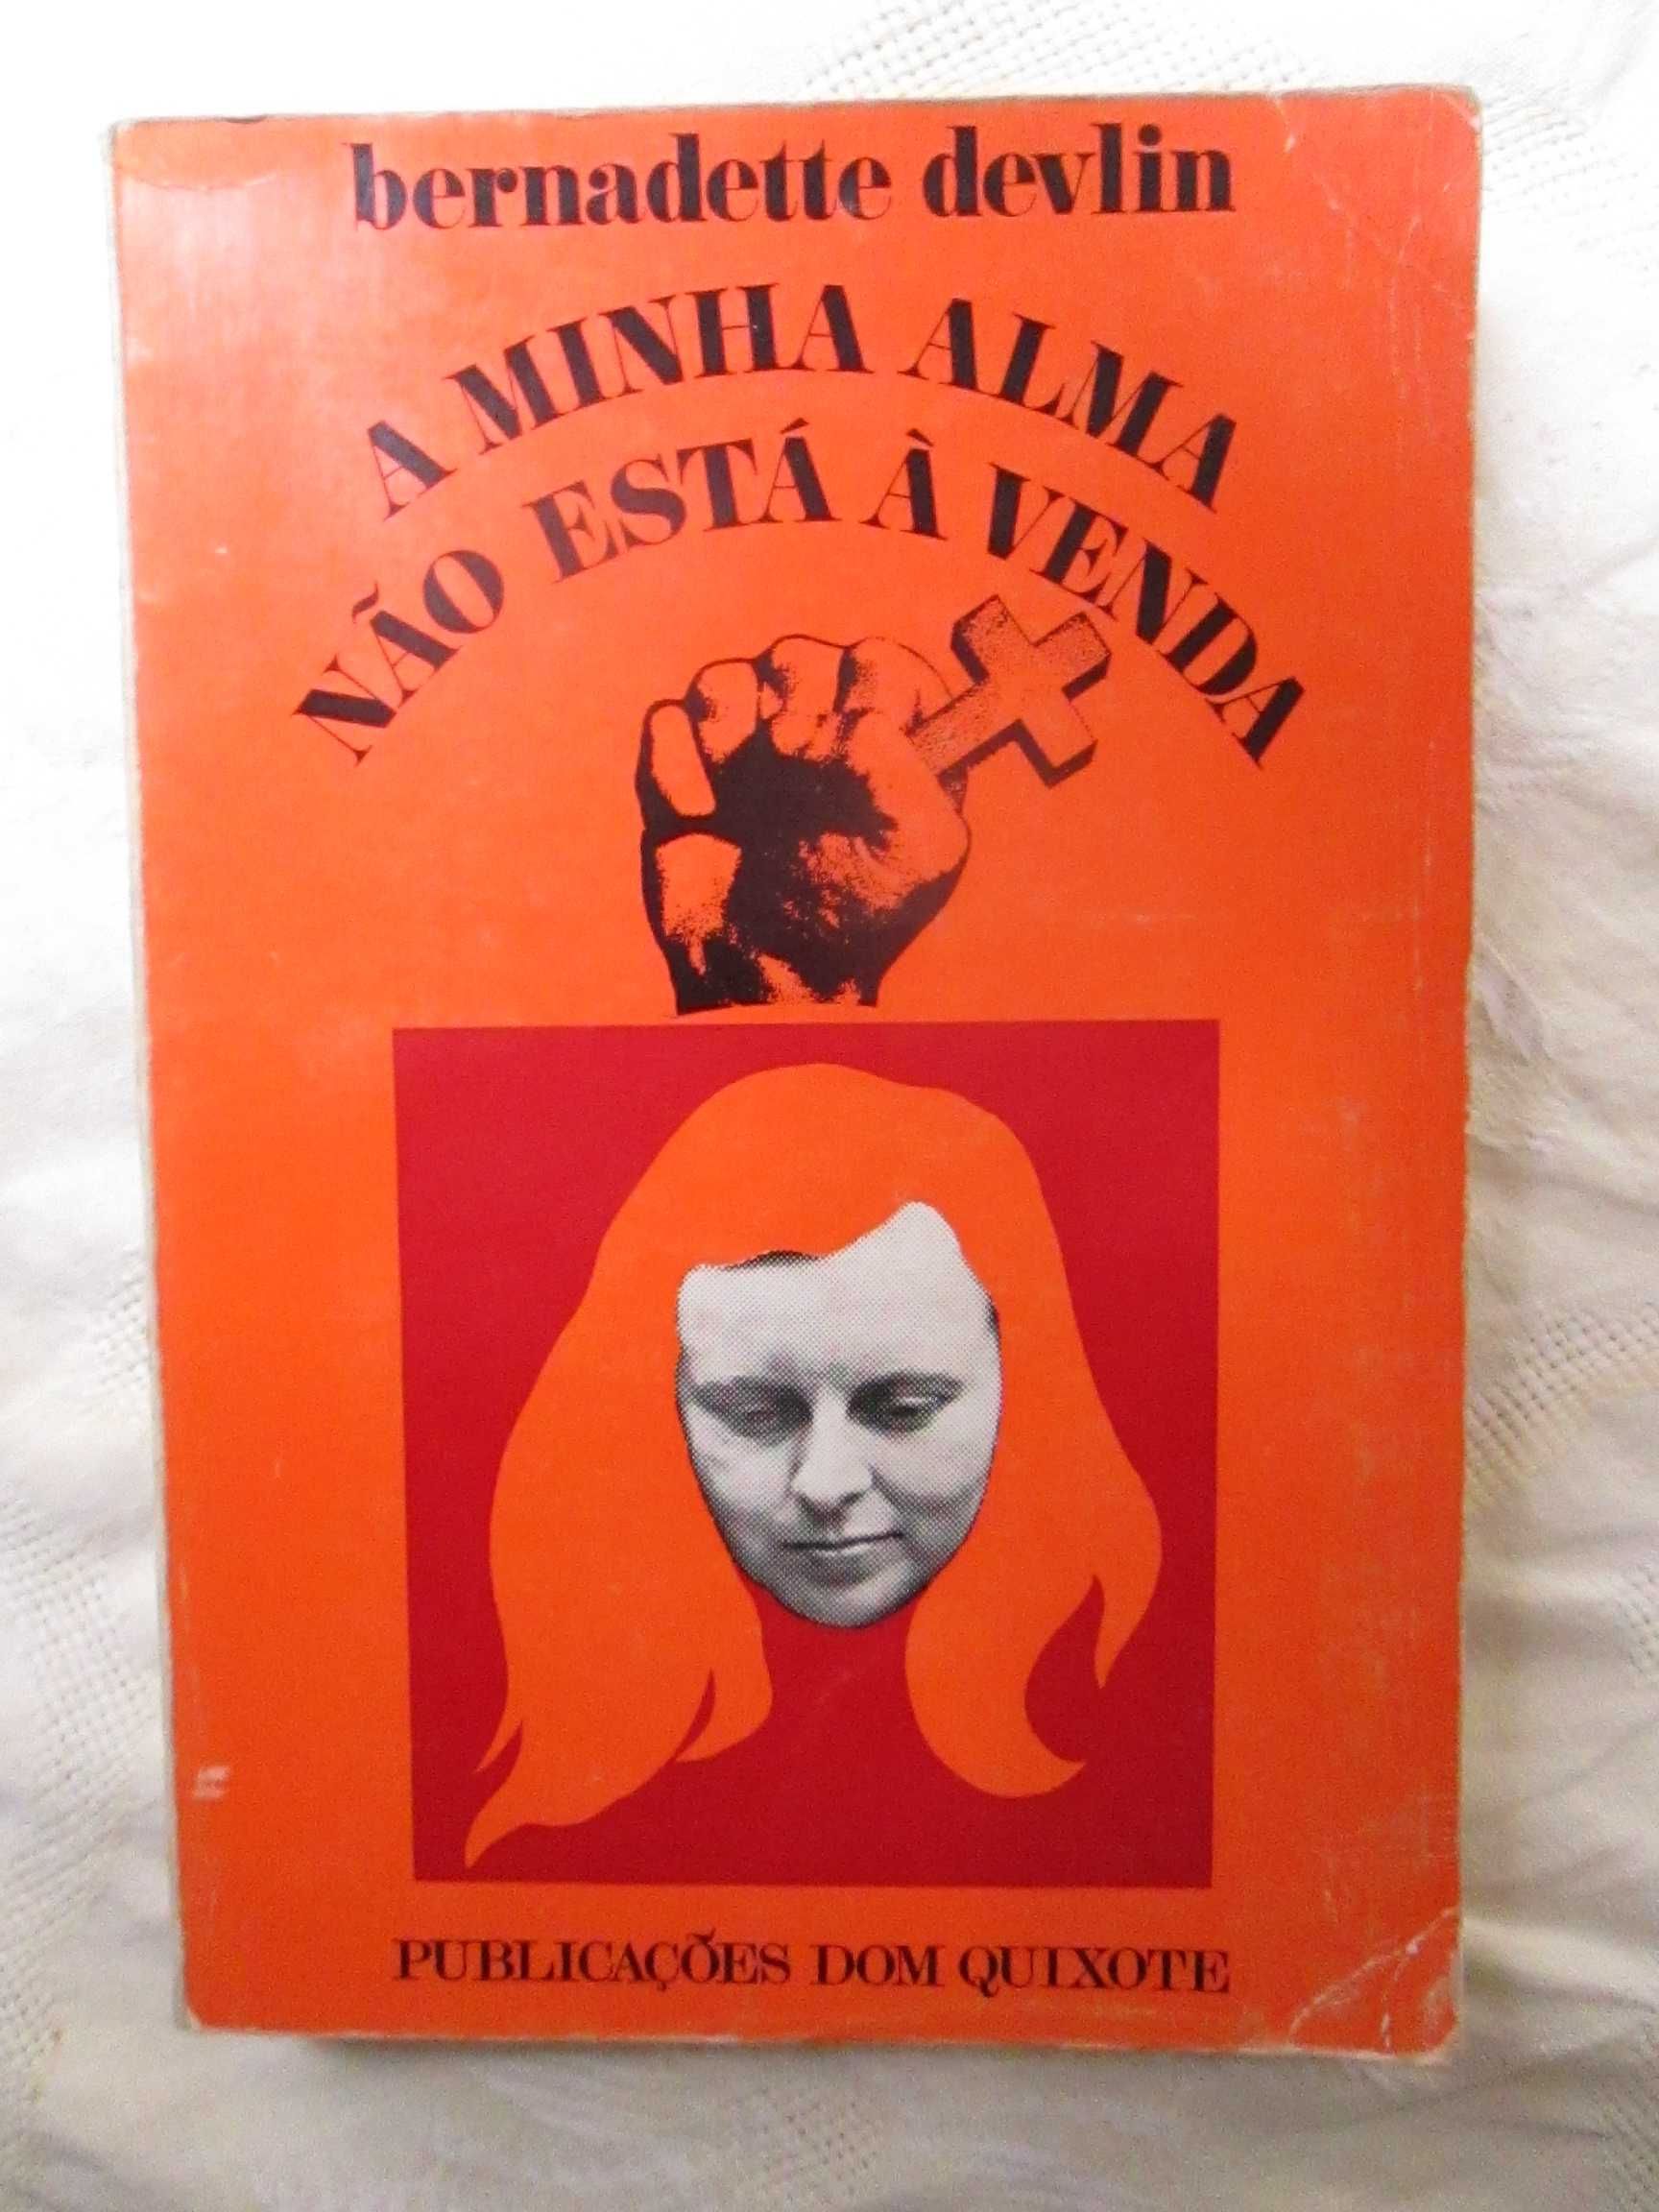 bernadette devlin
A MINHA ALMA
NÃO ESTÁ À VENDA
PUBLICAÇÕES DOM QUIXOTE